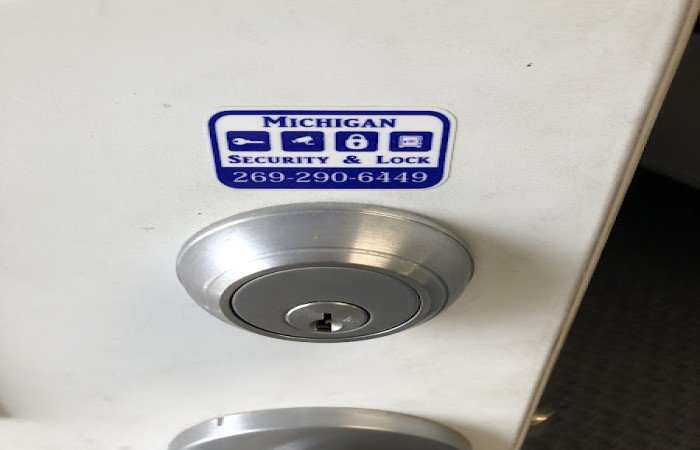 MICHIGAN
SECURITY & LOCK
269-290-6449